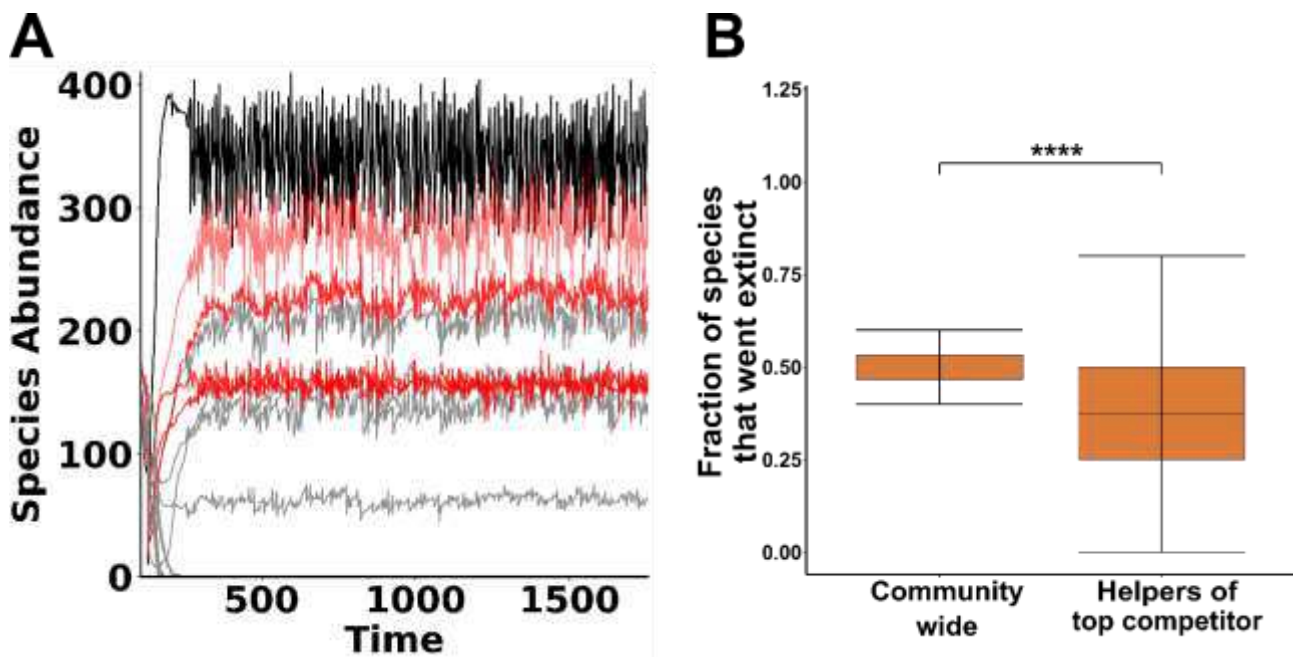 A
Species Abundance
400
300
200
100
0
500
1000
1500
Time
B
Fraction of species
that went extinct
1.25
1.00
0.75
0.50
0.25
0.00
****
Community
wide
Helpers of
top competitor